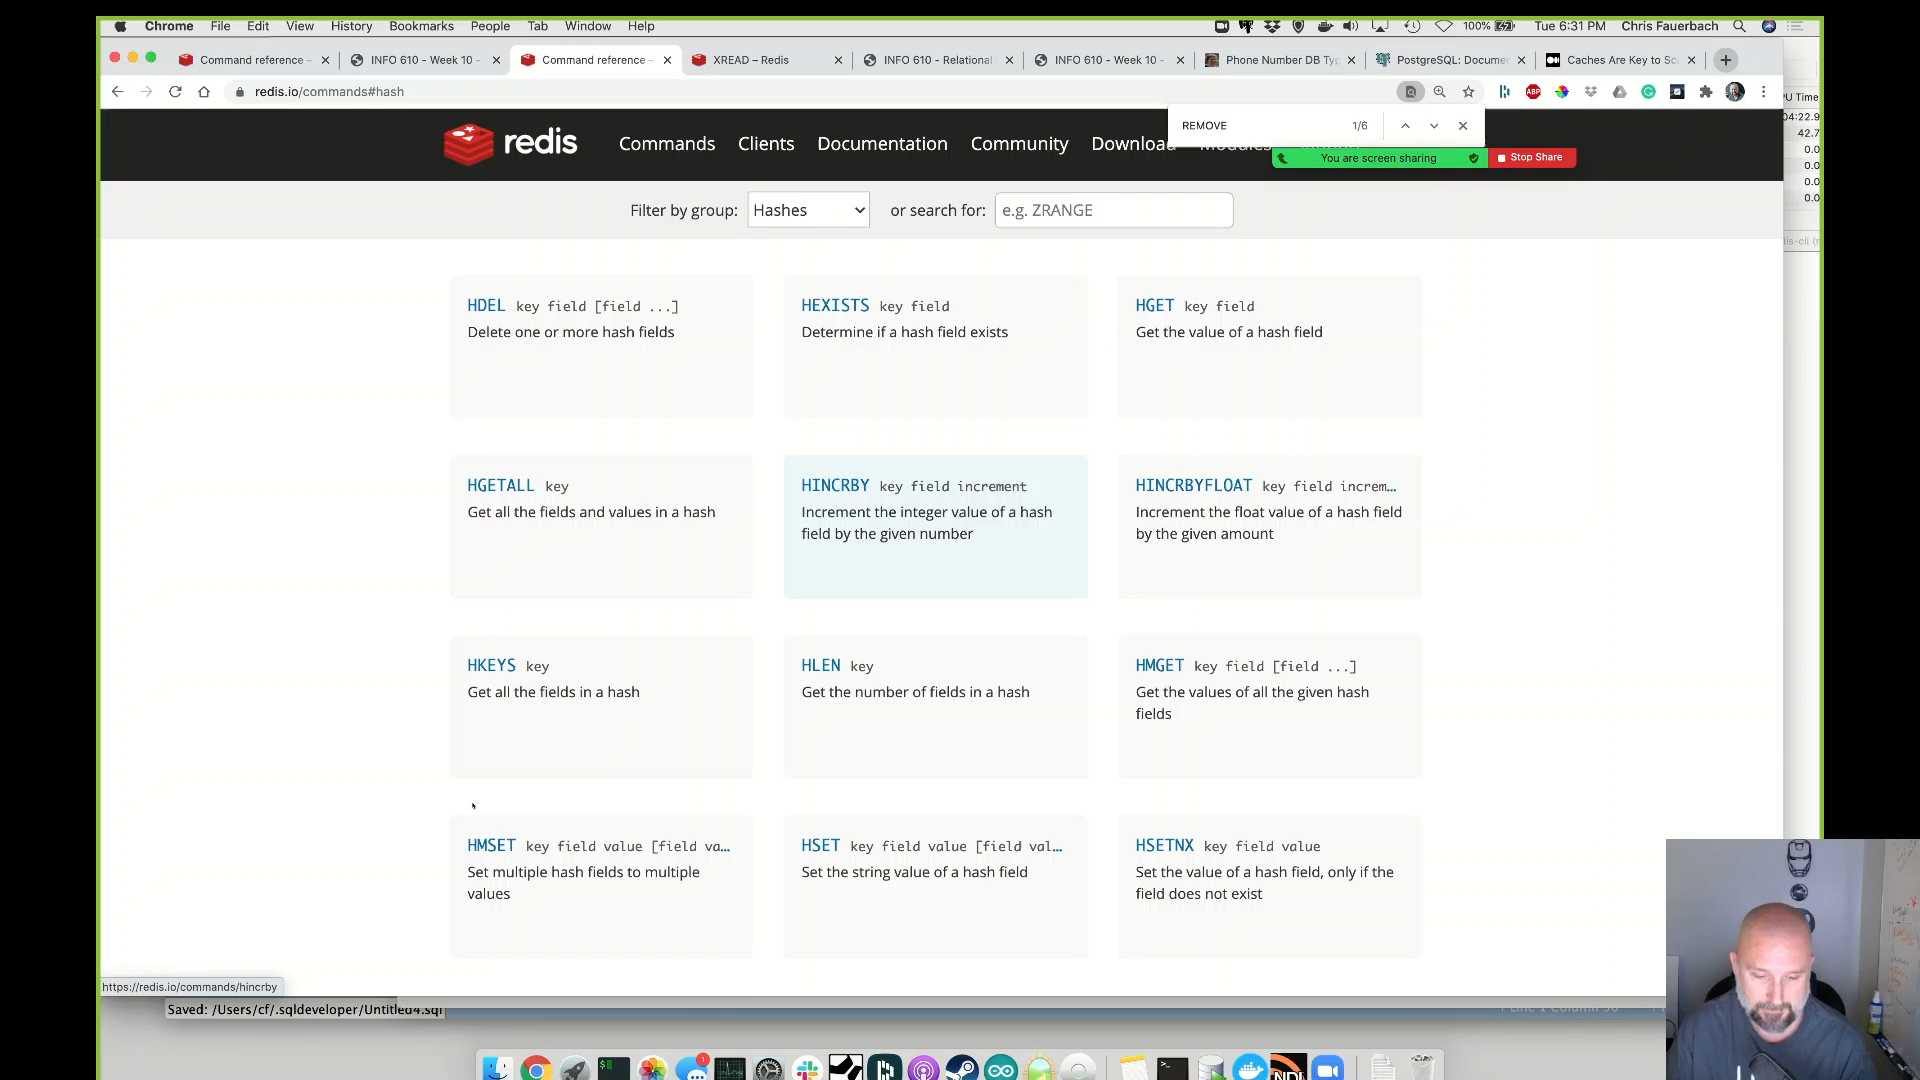 Chrome File Edit View History Bookmarks People Tab Window Help 100% Tue 6:31 PM Chris Fauerbach
Command reference – INFO 610 - Week 10 - Command reference – XREAD – Redis INFO 610 - Relational INFO 610 - Week 10 - Phone Number DB Typ PostgreSQL: Documen Caches Are Key to Sc
redis.io/commands#hash
REMOVE 1/6
redis Commands Clients Documentation Community Download
You are screen sharing Stop Share
Filter by group: Hashes or search for: e.g. ZRANGE
HDEL key field [field ...]
Delete one or more hash fields
HEXISTS key field
Determine if a hash field exists
HGET key field
Get the value of a hash field
HGETALL key
Get all the fields and values in a hash
HINCRBY key field increment
Increment the integer value of a hash
field by the given number
HINCRBYFLOAT key field increm…
Increment the float value of a hash field
by the given amount
HKEYS key
Get all the fields in a hash
HLEN key
Get the number of fields in a hash
HMGET key field [field ...]
Get the values of all the given hash
fields
HMSET key field value [field va…
Set multiple hash fields to multiple
values
HSET key field value [field val…
Set the string value of a hash field
HSETNX key field value
Set the value of a hash field, only if the
field does not exist
https://redis.io/commands/hincrby
Saved: /Users/cf/.sqldeveloper/Untitled4.sql